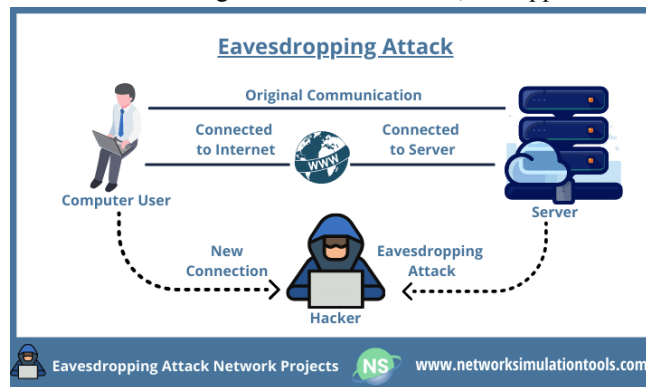 Eavesdropping Attack
Original Communication
Connected
to Internet
Connected
to Server
WWW
Computer User
Server
New
Connection
Eavesdropping
Attack
Hacker
Eavesdropping Attack Network Projects
NS
www.networksimulationtools.com